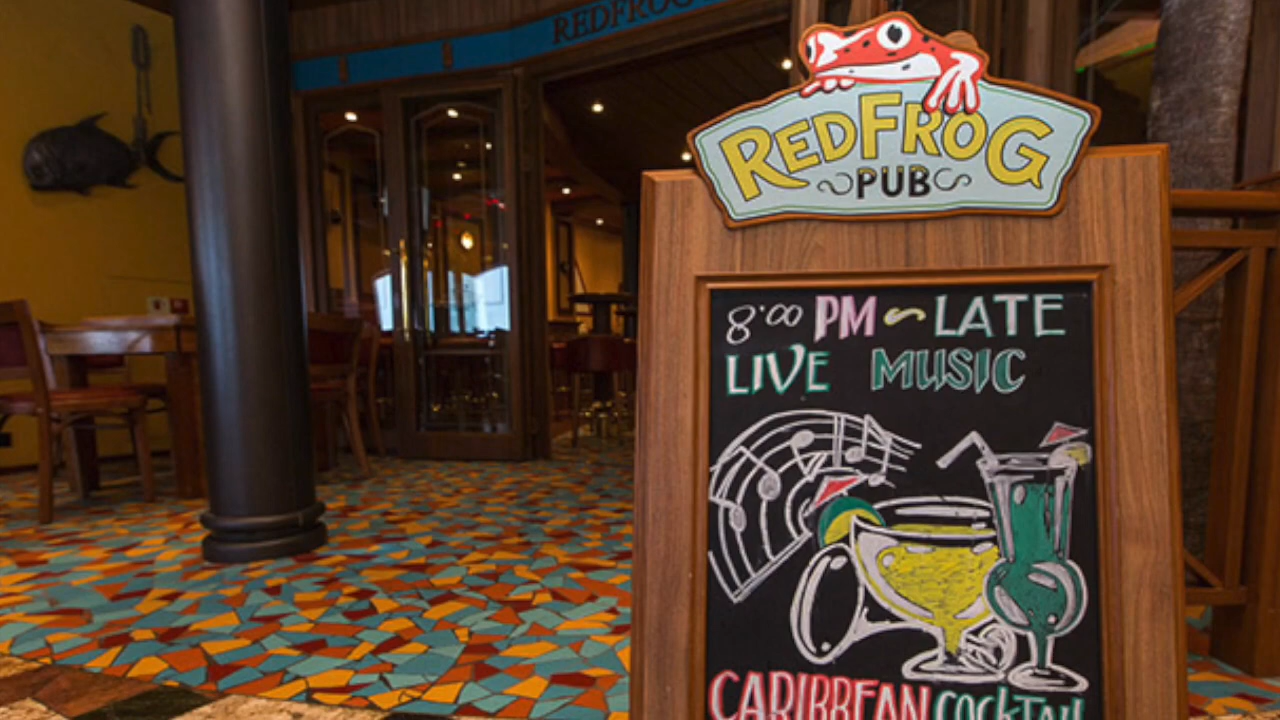 REDFROG
REDFROG
PUB
8:00 PM ~ LATE
LIVE MUSIC
CARIBBEAN COCKTAIL